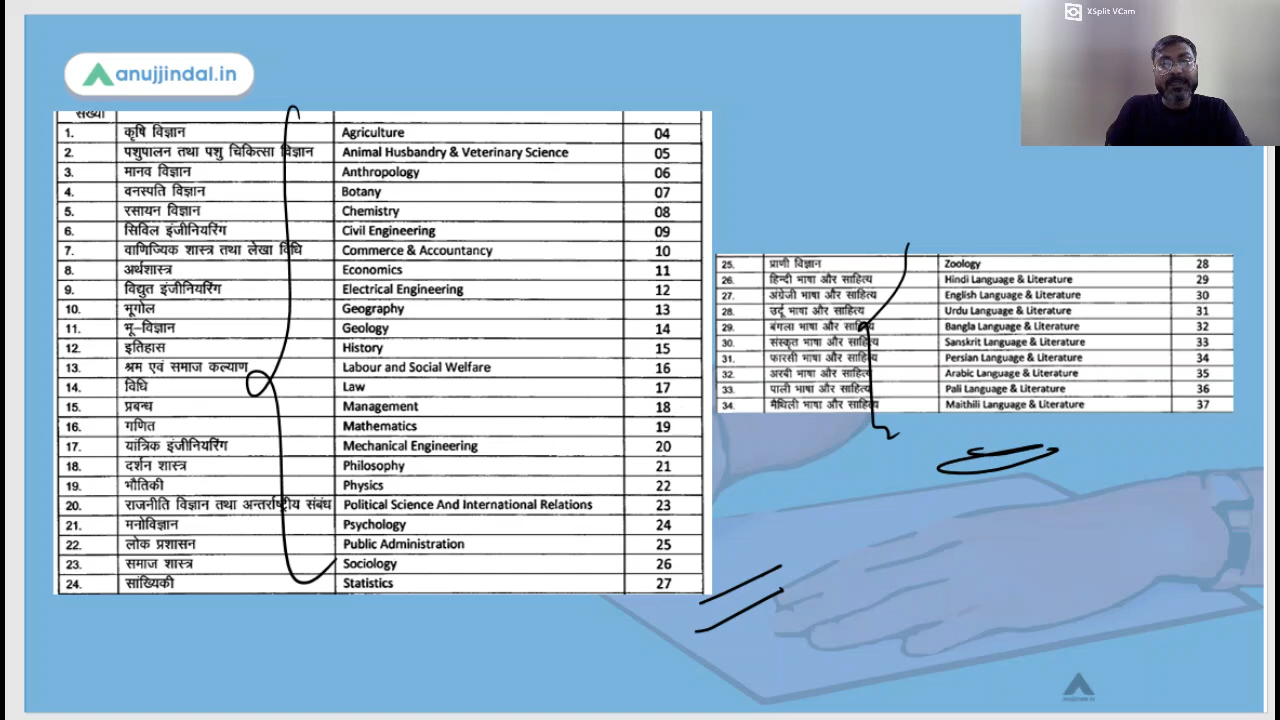 XSplit VCam
anujjindal.in
संख्या
1. कृषि विज्ञान Agriculture 04
2. पशुपालन तथा पशु चिकित्सा विज्ञान Animal Husbandry & Veterinary Science 05
3. मानव विज्ञान Anthropology 06
4. वनस्पति विज्ञान Botany 07
5. रसायन विज्ञान Chemistry 08
6. सिविल इंजीनियरिंग Civil Engineering 09
7. वाणिज्यिक शास्त्र तथा लेखा विधि Commerce & Accountancy 10
8. अर्थशास्त्र Economics 11
9. विद्युत इंजीनियरिंग Electrical Engineering 12
10. भूगोल Geography 13
11. भू-विज्ञान Geology 14
12. इतिहास History 15
13. श्रम एवं समाज कल्याण Labour and Social Welfare 16
14. विधि Law 17
15. प्रबन्ध Management 18
16. गणित Mathematics 19
17. यांत्रिक इंजीनियरिंग Mechanical Engineering 20
18. दर्शन शास्त्र Philosophy 21
19. भौतिकी Physics 22
20. राजनीति विज्ञान तथा अन्तर्राष्ट्रीय संबंध Political Science And International Relations 23
21. मनोविज्ञान Psychology 24
22. लोक प्रशासन Public Administration 25
23. समाज शास्त्र Sociology 26
24. सांख्यिकी Statistics 27
25. प्राणी विज्ञान Zoology 28
26. हिन्दी भाषा और साहित्य Hindi Language & Literature 29
27. अंग्रेजी भाषा और साहित्य English Language & Literature 30
28. उर्दू भाषा और साहित्य Urdu Language & Literature 31
29. बंगला भाषा और साहित्य Bangla Language & Literature 32
30. संस्कृत भाषा और साहित्य Sanskrit Language & Literature 33
31. फारसी भाषा और साहित्य Persian Language & Literature 34
32. अरबी भाषा और साहित्य Arabic Language & Literature 35
33. पाली भाषा और साहित्य Pali Language & Literature 36
34. मैथिली भाषा और साहित्य Maithili Language & Literature 37